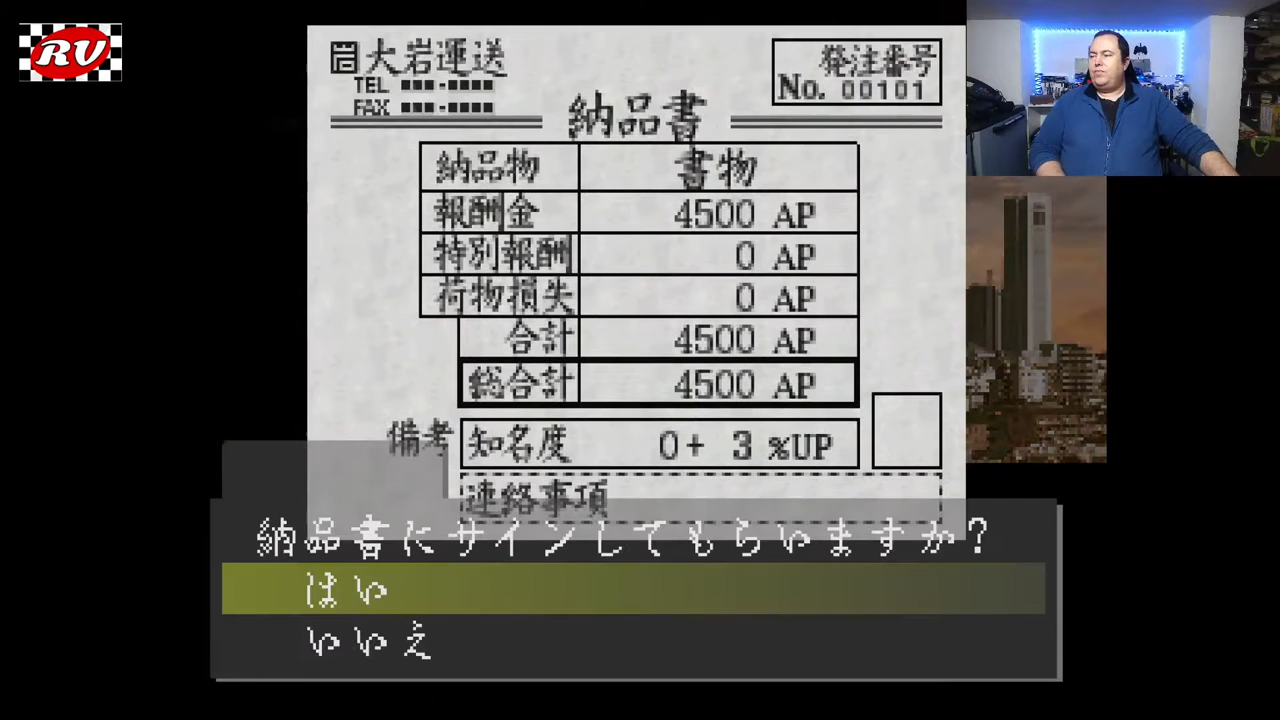 RV
大岩運送
TEL ■■■-■■■■
FAX ■■■-■■■■
発注番号
No. 00101
納品書
納品物 書物
報酬金 4500 AP
特別報酬 0 AP
荷物損失 0 AP
合計 4500 AP
総合計 4500 AP
備考 知名度 0+ 3 %UP
連絡事項
納品書にサインしてもらいますか?
はい
いいえ